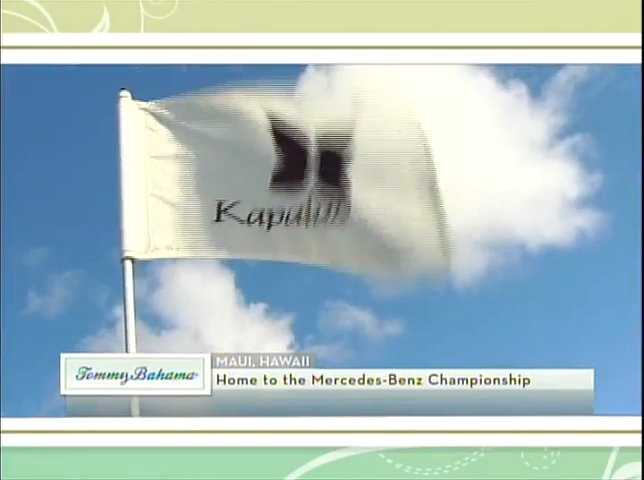 Kapalua
Tommy Bahama
MAUI, HAWAII
Home to the Mercedes-Benz Championship